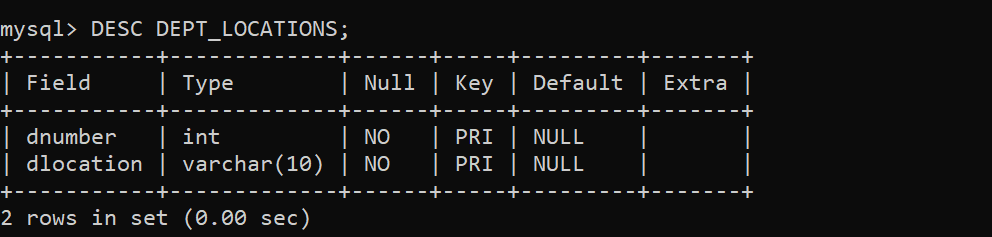 mysql> DESC DEPT_LOCATIONS;
+-----------+-------------+------+-----+---------+-------+
| Field     | Type        | Null | Key | Default | Extra |
+-----------+-------------+------+-----+---------+-------+
| dnumber   | int         | NO   | PRI | NULL    |       |
| dlocation | varchar(10) | NO   | PRI | NULL    |       |
+-----------+-------------+------+-----+---------+-------+
2 rows in set (0.00 sec)